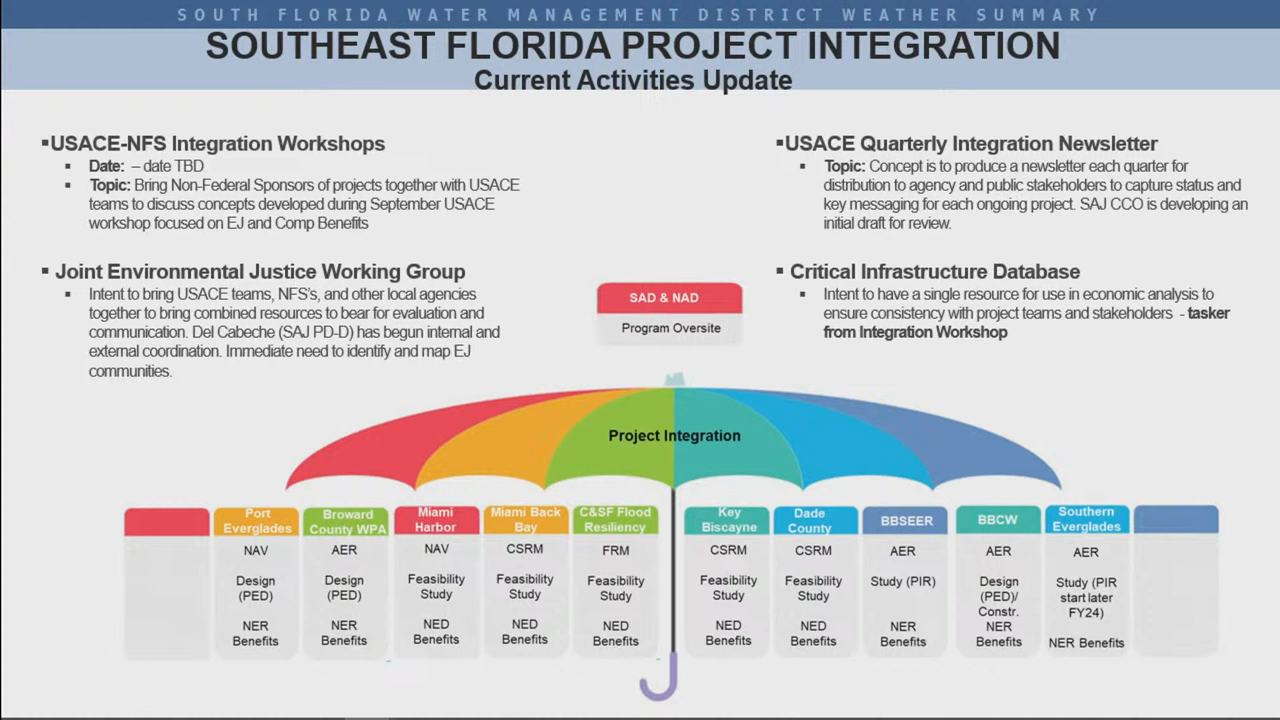 SOUTH FLORIDA WATER MANAGEMENT DISTRICT WEATHER SUMMARY
SOUTHEAST FLORIDA PROJECT INTEGRATION
Current Activities Update
▪USACE-NFS Integration Workshops
▪ Date: – date TBD
▪ Topic: Bring Non-Federal Sponsors of projects together with USACE
teams to discuss concepts developed during September USACE
workshop focused on EJ and Comp Benefits
▪ Joint Environmental Justice Working Group
▪ Intent to bring USACE teams, NFS's, and other local agencies
together to bring combined resources to bear for evaluation and
communication. Del Cabeche (SAJ PD-D) has begun internal and
external coordination. Immediate need to identify and map EJ
communities.
▪USACE Quarterly Integration Newsletter
▪ Topic: Concept is to produce a newsletter each quarter for
distribution to agency and public stakeholders to capture status and
key messaging for each ongoing project. SAJ CCO is developing an
initial draft for review.
▪ Critical Infrastructure Database
▪ Intent to have a single resource for use in economic analysis to
ensure consistency with project teams and stakeholders - tasker
from Integration Workshop
SAD & NAD
Program Oversite
Project Integration
Port
Everglades
NAV
Design
(PED)
NER
Benefits
Broward
County WPA
AER
Design
(PED)
NER
Benefits
Miami
Harbor
NAV
Feasibility
Study
NED
Benefits
Miami Back
Bay
CSRM
Feasibility
Study
NED
Benefits
C&SF Flood
Resiliency
FRM
Feasibility
Study
NED
Benefits
Key
Biscayne
CSRM
Feasibility
Study
NED
Benefits
Dade
County
CSRM
Feasibility
Study
NED
Benefits
BBSEER
AER
Study (PIR)
NER
Benefits
BBCW
AER
Design
(PED)/
Constr.
NER
Benefits
Southern
Everglades
AER
Study (PIR
start later
FY24)
NER Benefits